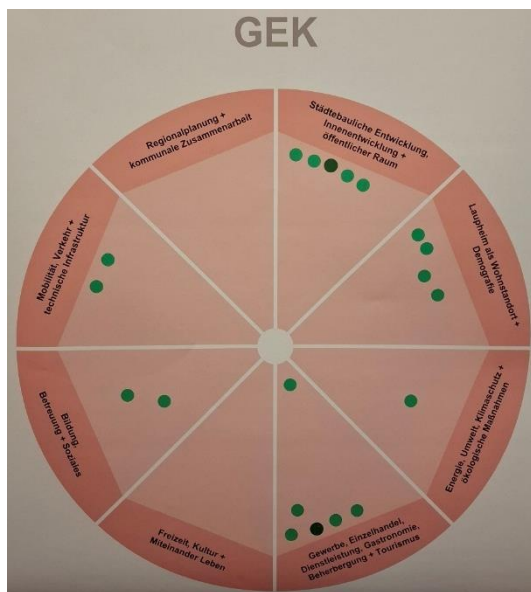 GEK
Städtebauliche Entwicklung,
Innenentwicklung +
öffentlicher Raum
Laupheim als Wohnstandort +
Demografie
Energie, Umwelt, Klimaschutz +
ökologische Maßnahmen
Gewerbe, Einzelhandel,
Dienstleistung, Gastronomie,
Beherbergung + Tourismus
Freizeit, Kultur +
Miteinander Leben
Bildung,
Betreuung + Soziales
Mobilität, Verkehr +
technische Infrastruktur
Regionalplanung +
kommunale Zusammenarbeit